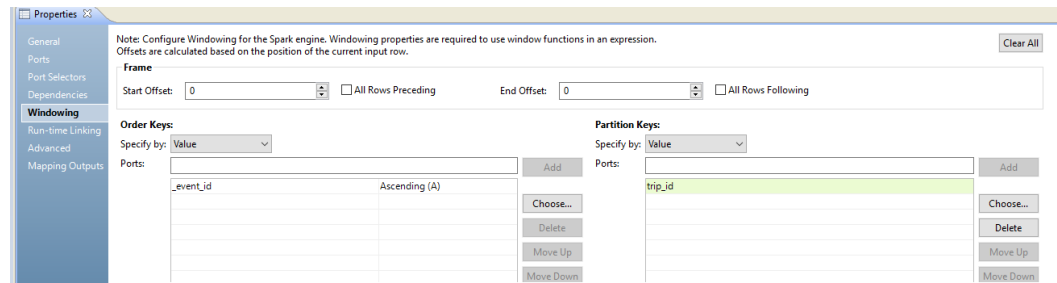 Properties
General
Ports
Port Selectors
Dependencies
Windowing
Run-time Linking
Advanced
Mapping Outputs
Note: Configure Windowing for the Spark engine. Windowing properties are required to use window functions in an expression.
Offsets are calculated based on the position of the current input row.
Clear All
Frame
Start Offset: 0 All Rows Preceding End Offset: 0 All Rows Following
Order Keys:
Specify by: Value
Ports: Add
_event_id Ascending (A)
Choose...
Delete
Move Up
Move Down
Partition Keys:
Specify by: Value
Ports: Add
trip_id
Choose...
Delete
Move Up
Move Down